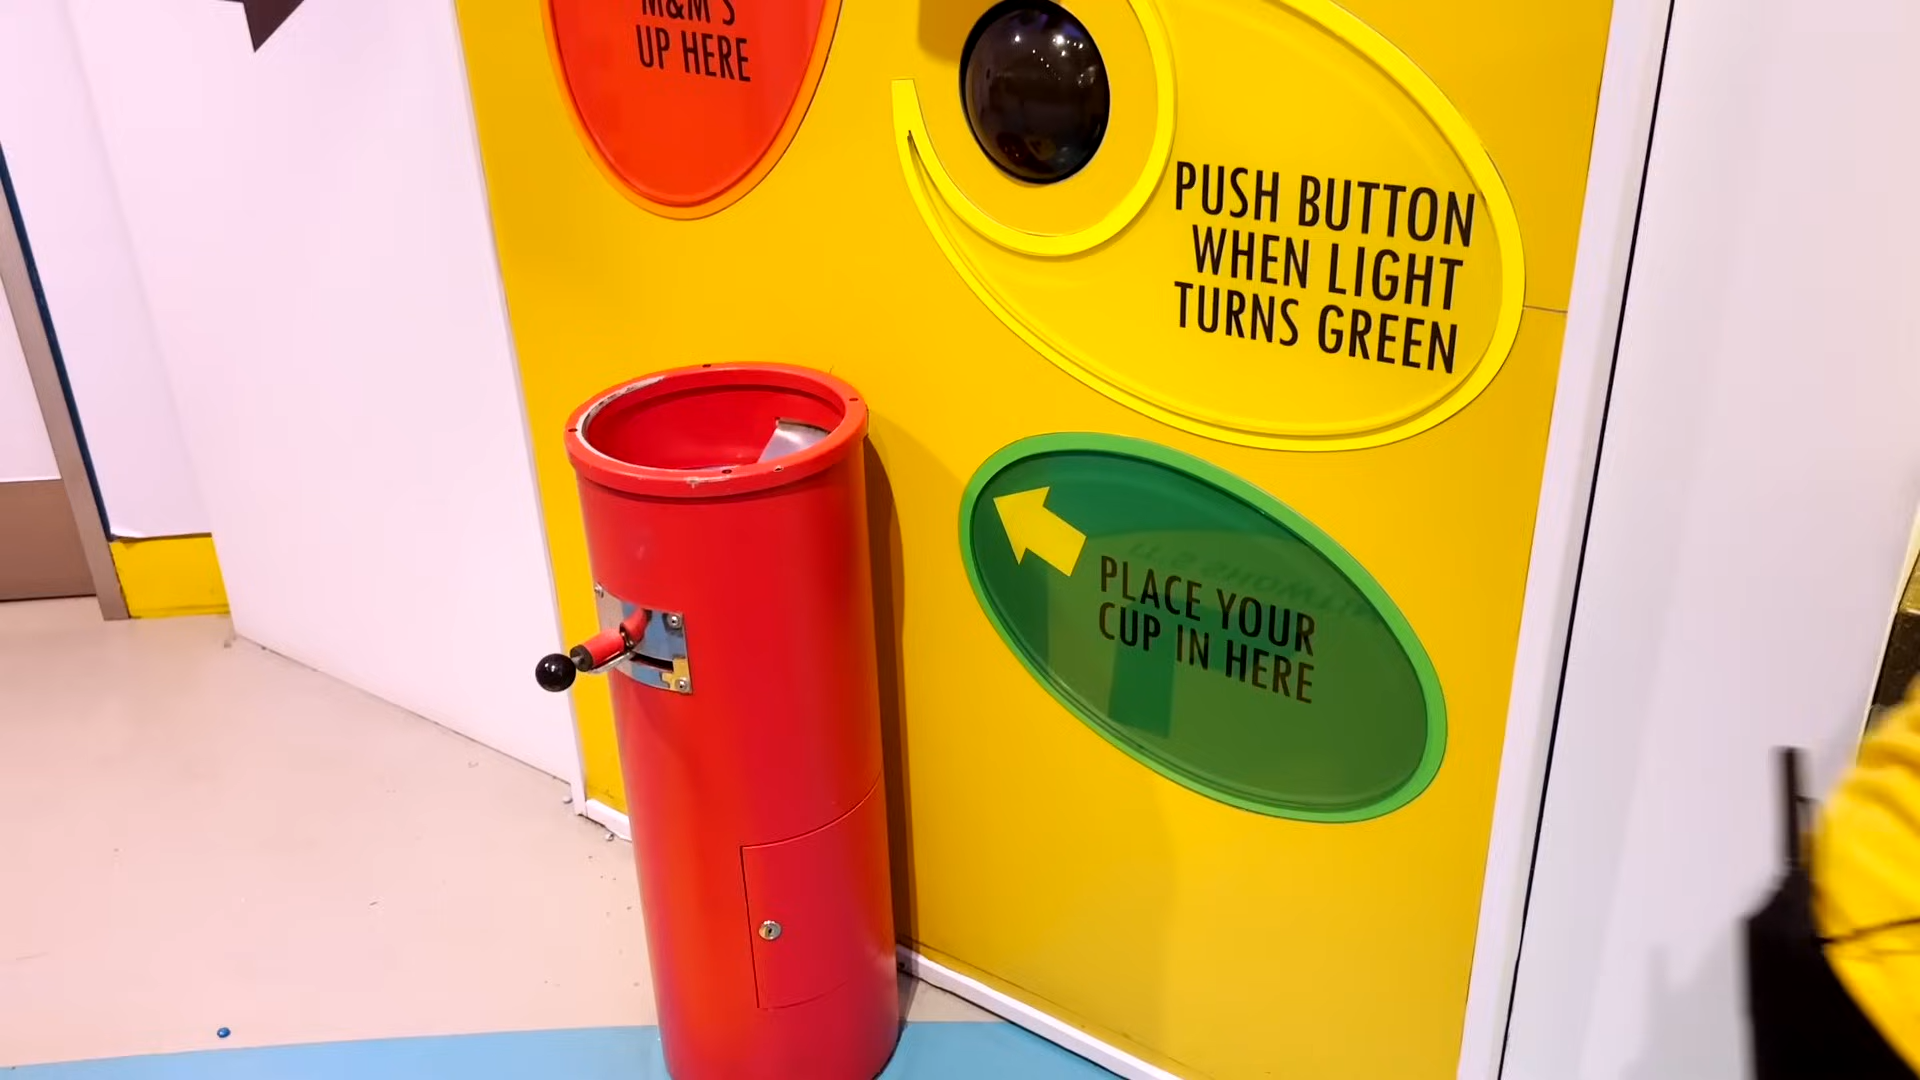 M&M'S
UP HERE
PUSH BUTTON
WHEN LIGHT
TURNS GREEN
PLACE YOUR
CUP IN HERE